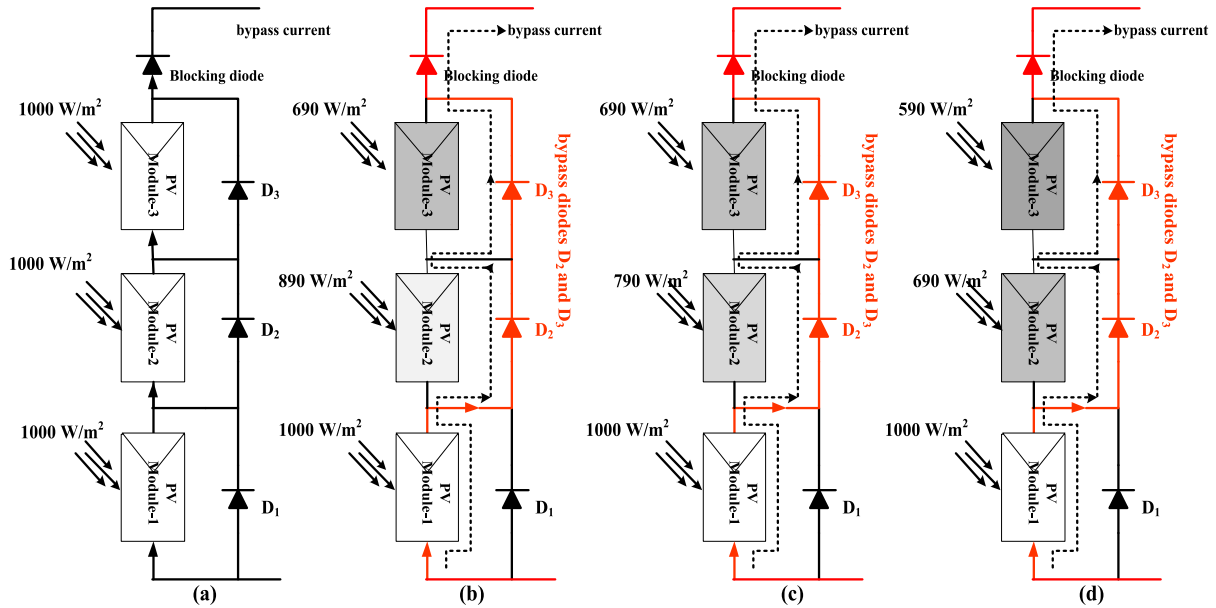 bypass current
Blocking diode
1000 W/m²
PV
Module-3
D₃
1000 W/m²
PV
Module-2
D₂
1000 W/m²
PV
Module-1
D₁
(a)
bypass current
Blocking diode
690 W/m²
PV
Module-3
D₃
890 W/m²
PV
Module-2
D₂
bypass diodes D₂ and D₃
1000 W/m²
PV
Module-1
D₁
(b)
bypass current
Blocking diode
690 W/m²
PV
Module-3
D₃
790 W/m²
PV
Module-2
D₂
bypass diodes D₂ and D₃
1000 W/m²
PV
Module-1
D₁
(c)
bypass current
Blocking diode
590 W/m²
PV
Module-3
D₃
690 W/m²
PV
Module-2
D₂
bypass diodes D₂ and D₃
1000 W/m²
PV
Module-1
D₁
(d)